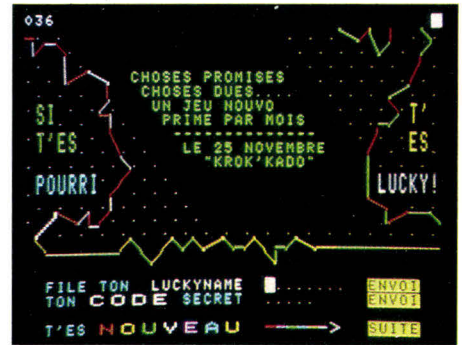 036
CHOSES PROMISES
CHOSES DUES...
UN JEU NOUVO
PRIME PAR MOIS
--------------
LE 25 NOVEMBRE
"KROK'KADO"
SI
T'ES
POURRI
T'
ES
LUCKY!
FILE TON LUCKYNAME ENVOI
TON CODE SECRET ENVOI
T'ES NOUVEAU SUITE